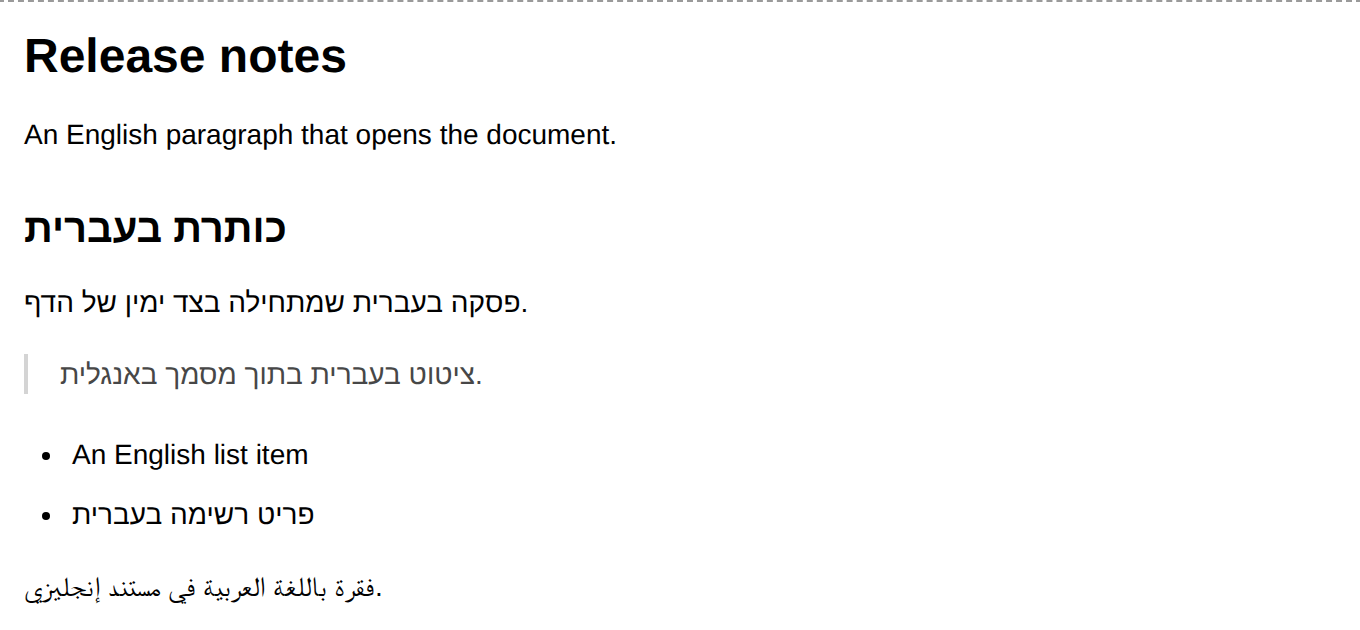 Release notes
An English paragraph that opens the document.
כותרת בעברית
פסקה בעברית שמתחילה בצד ימין של הדף.
ציטוט בעברית בתוך מסמך באנגלית.
An English list item
פריט רשימה בעברית
فقرة باللغة العربية في مستند إنجليزي.